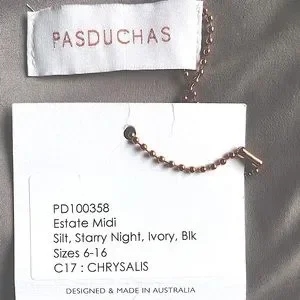 PASDUCHAS
PD100358
Estate Midi
Silt, Starry Night, Ivory, Blk
Sizes 6-16
C17 : CHRYSALIS
DESIGNED & MADE IN AUSTRALIA